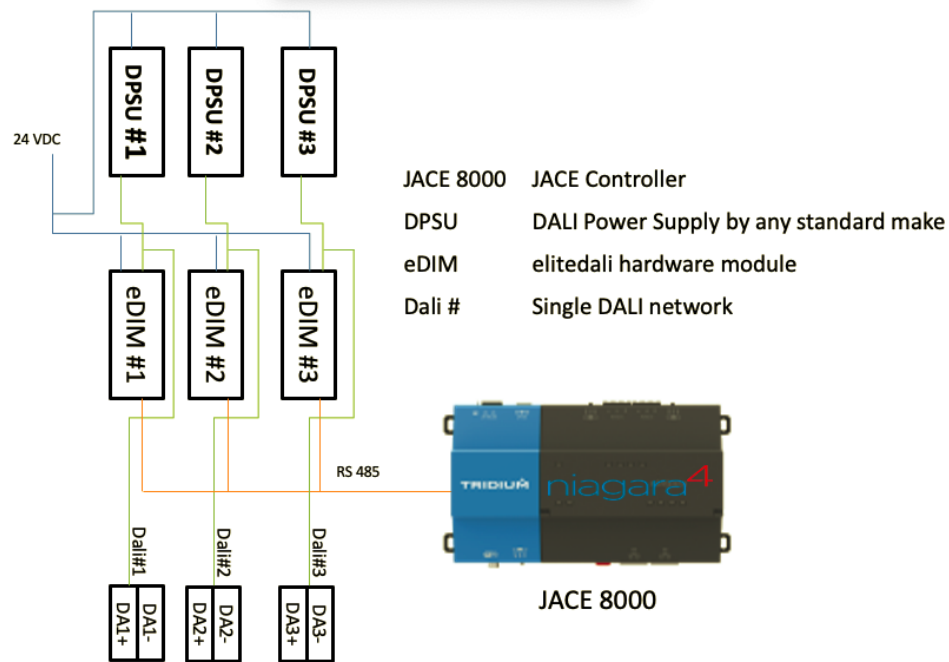 DPSU #1
DPSU #2
DPSU #3
24 VDC
JACE 8000 JACE Controller
DPSU DALI Power Supply by any standard make
eDIM elitedali hardware module
Dali # Single DALI network
eDIM #1
eDIM #2
eDIM #3
RS 485
TRIDIUM
niagara4
Dali#1
Dali#2
Dali#3
DA1+
DA1-
DA2+
DA2-
DA3+
DA3-
JACE 8000